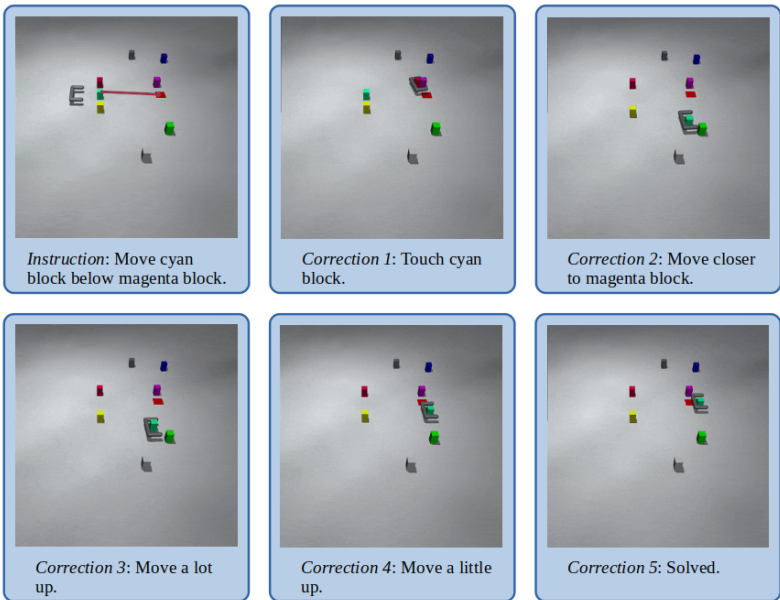 Instruction: Move cyan
block below magenta block.
Correction 1: Touch cyan
block.
Correction 2: Move closer
to magenta block.
Correction 3: Move a lot
up.
Correction 4: Move a little
up.
Correction 5: Solved.